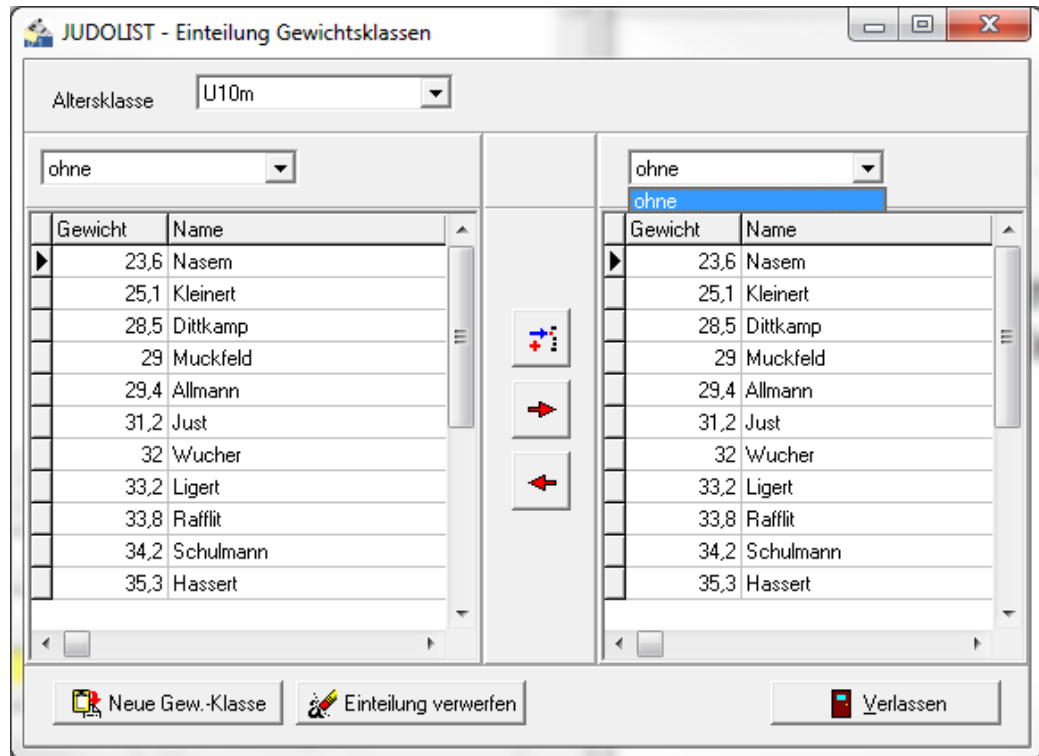 JUDOLIST - Einteilung Gewichtsklassen
Altersklasse U10m
ohne ohne
ohne
Gewicht Name Gewicht Name
23,6 Nasem 23,6 Nasem
25,1 Kleinert 25,1 Kleinert
28,5 Dittkamp 28,5 Dittkamp
29 Muckfeld 29 Muckfeld
29,4 Allmann 29,4 Allmann
31,2 Just 31,2 Just
32 Wucher 32 Wucher
33,2 Ligert 33,2 Ligert
33,8 Rafflit 33,8 Rafflit
34,2 Schulmann 34,2 Schulmann
35,3 Hassert 35,3 Hassert
Neue Gew.-Klasse Einteilung verwerfen Verlassen